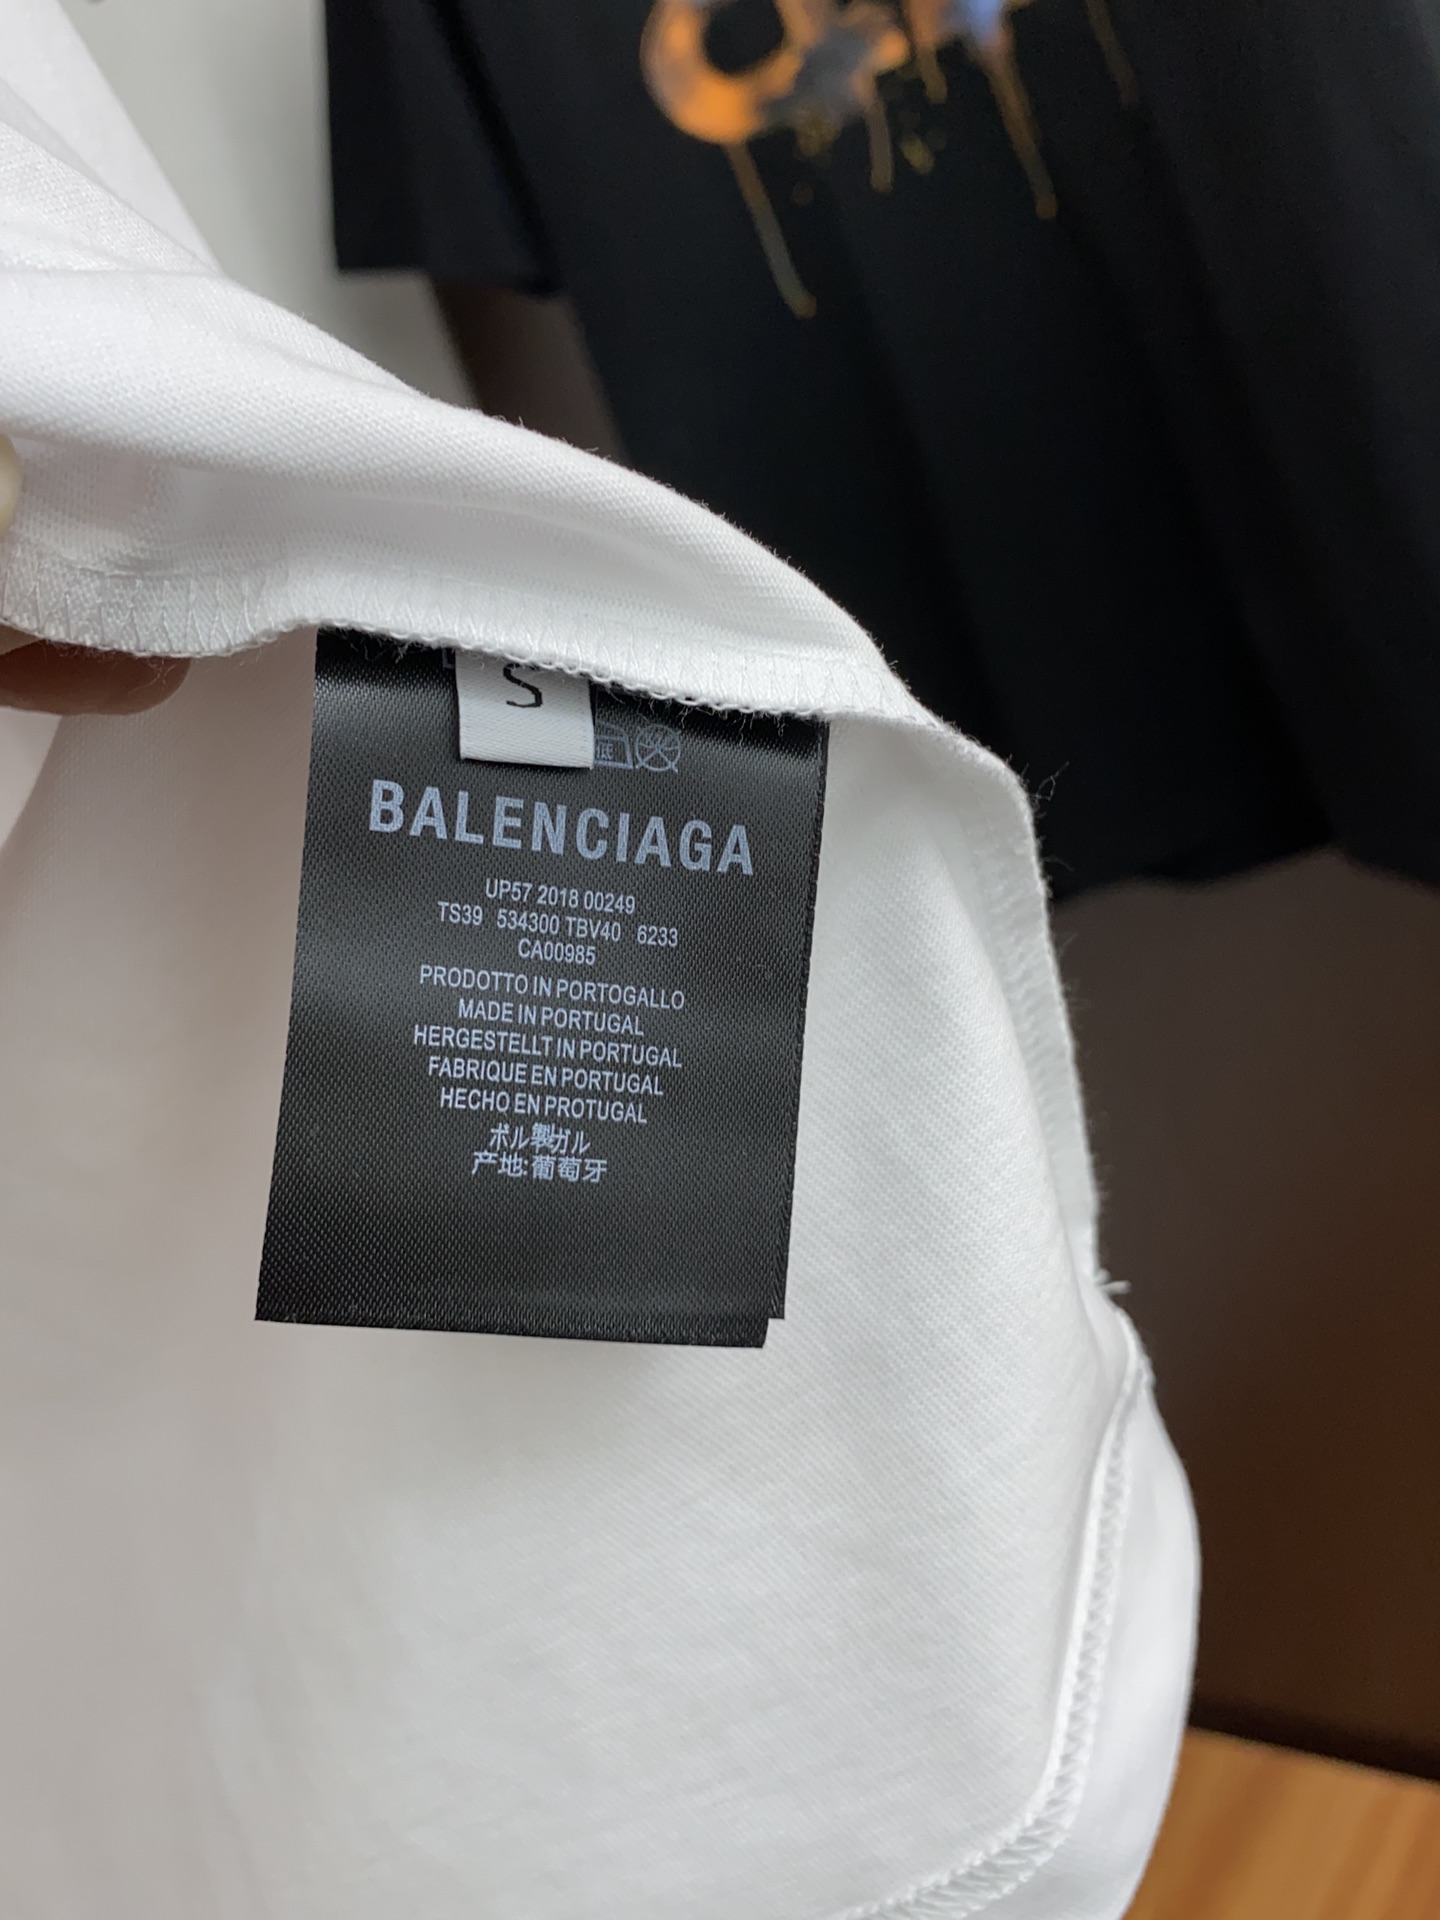 S
BALENCIAGA
UP57 2018 00249
TS39 534300 TBV40 6233
CA00985
PRODOTTO IN PORTOGALLO
MADE IN PORTUGAL
HERGESTELLT IN PORTUGAL
FABRIQUE EN PORTUGAL
HECHO EN PROTUGAL
ポル製ガル
产地:葡萄牙